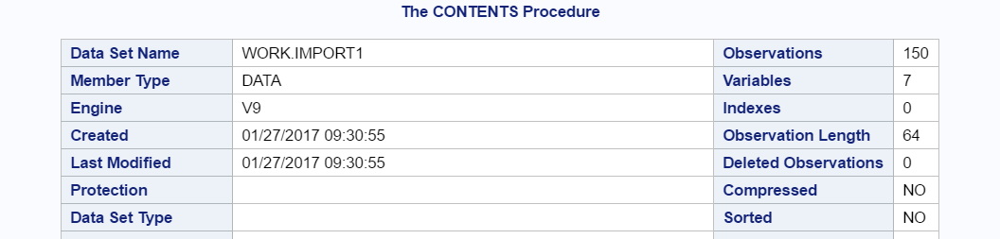 The CONTENTS Procedure
Data Set Name WORK.IMPORT1 Observations 150
Member Type DATA Variables 7
Engine V9 Indexes 0
Created 01/27/2017 09:30:55 Observation Length 64
Last Modified 01/27/2017 09:30:55 Deleted Observations 0
Protection Compressed NO
Data Set Type Sorted NO